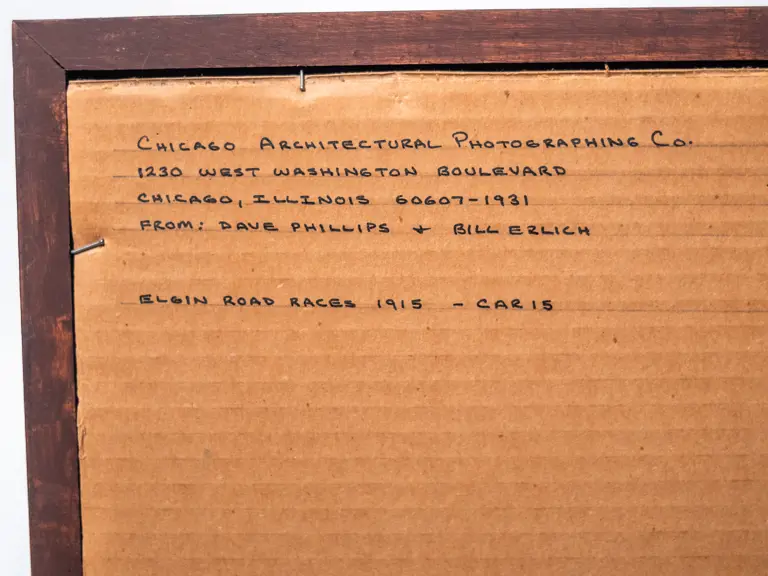 CHICAGO ARCHITECTURAL PHOTOGRAPHING CO.
1230 WEST WASHINGTON BOULEVARD
CHICAGO, ILLINOIS 60607-1931
FROM: DAVE PHILLIPS + BILL ERLICH
ELGIN ROAD RACES 1915 - CAR 15